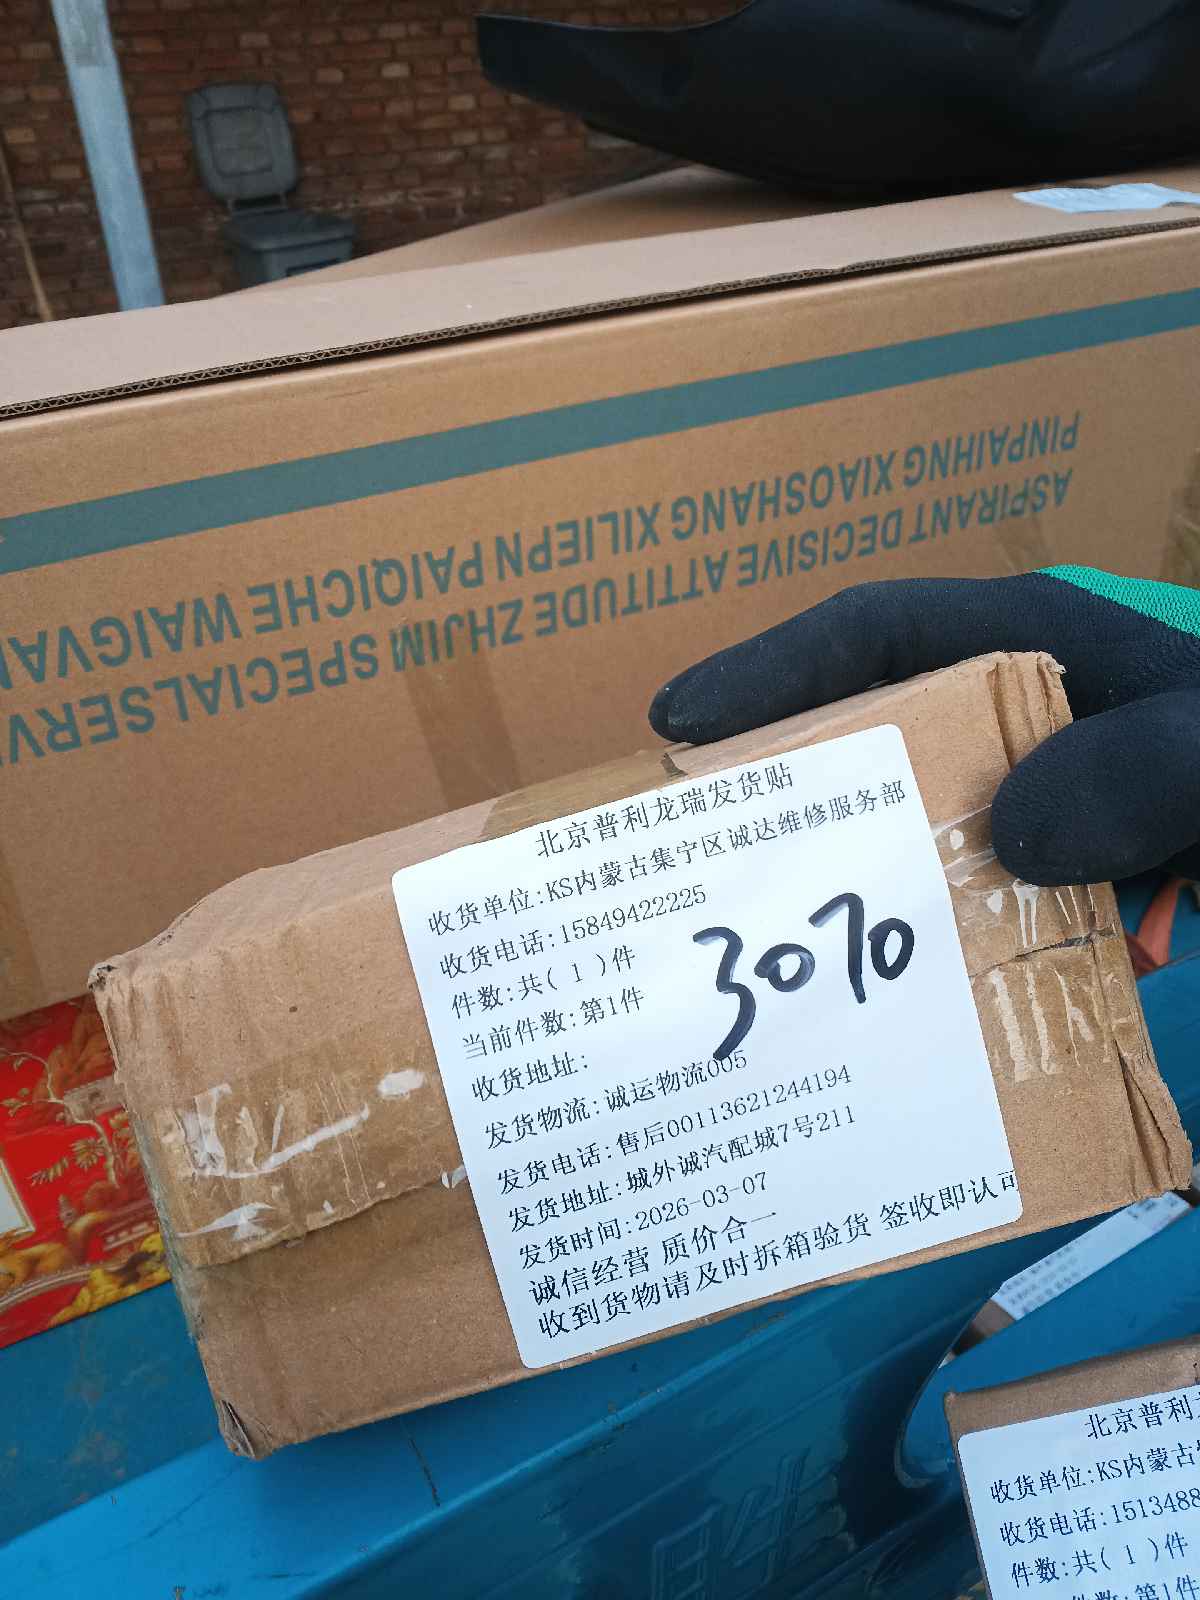 PINPAIHNG XIAOSHANG XILIEPN PAIQICHE WAIGVAN
ASPIRANT DECISIVE ATTITUDE ZHJIM SPECIALSERV
北京普利龙瑞发货贴
收货单位:KS内蒙古集宁区诚达维修服务部
收货电话:15849422225
件数:共( 1 )件
当前件数:第1件
3070
收货地址:
发货物流:诚运物流005
发货电话:售后00113621244194
发货地址:城外诚汽配城7号211
发货时间:2026-03-07
诚信经营 质价合一
收到货物请及时拆箱验货 签收即认可
北京普利
收货单位:KS内蒙古
收货电话:1513488
件数:共( 1 )件
件数:第1件